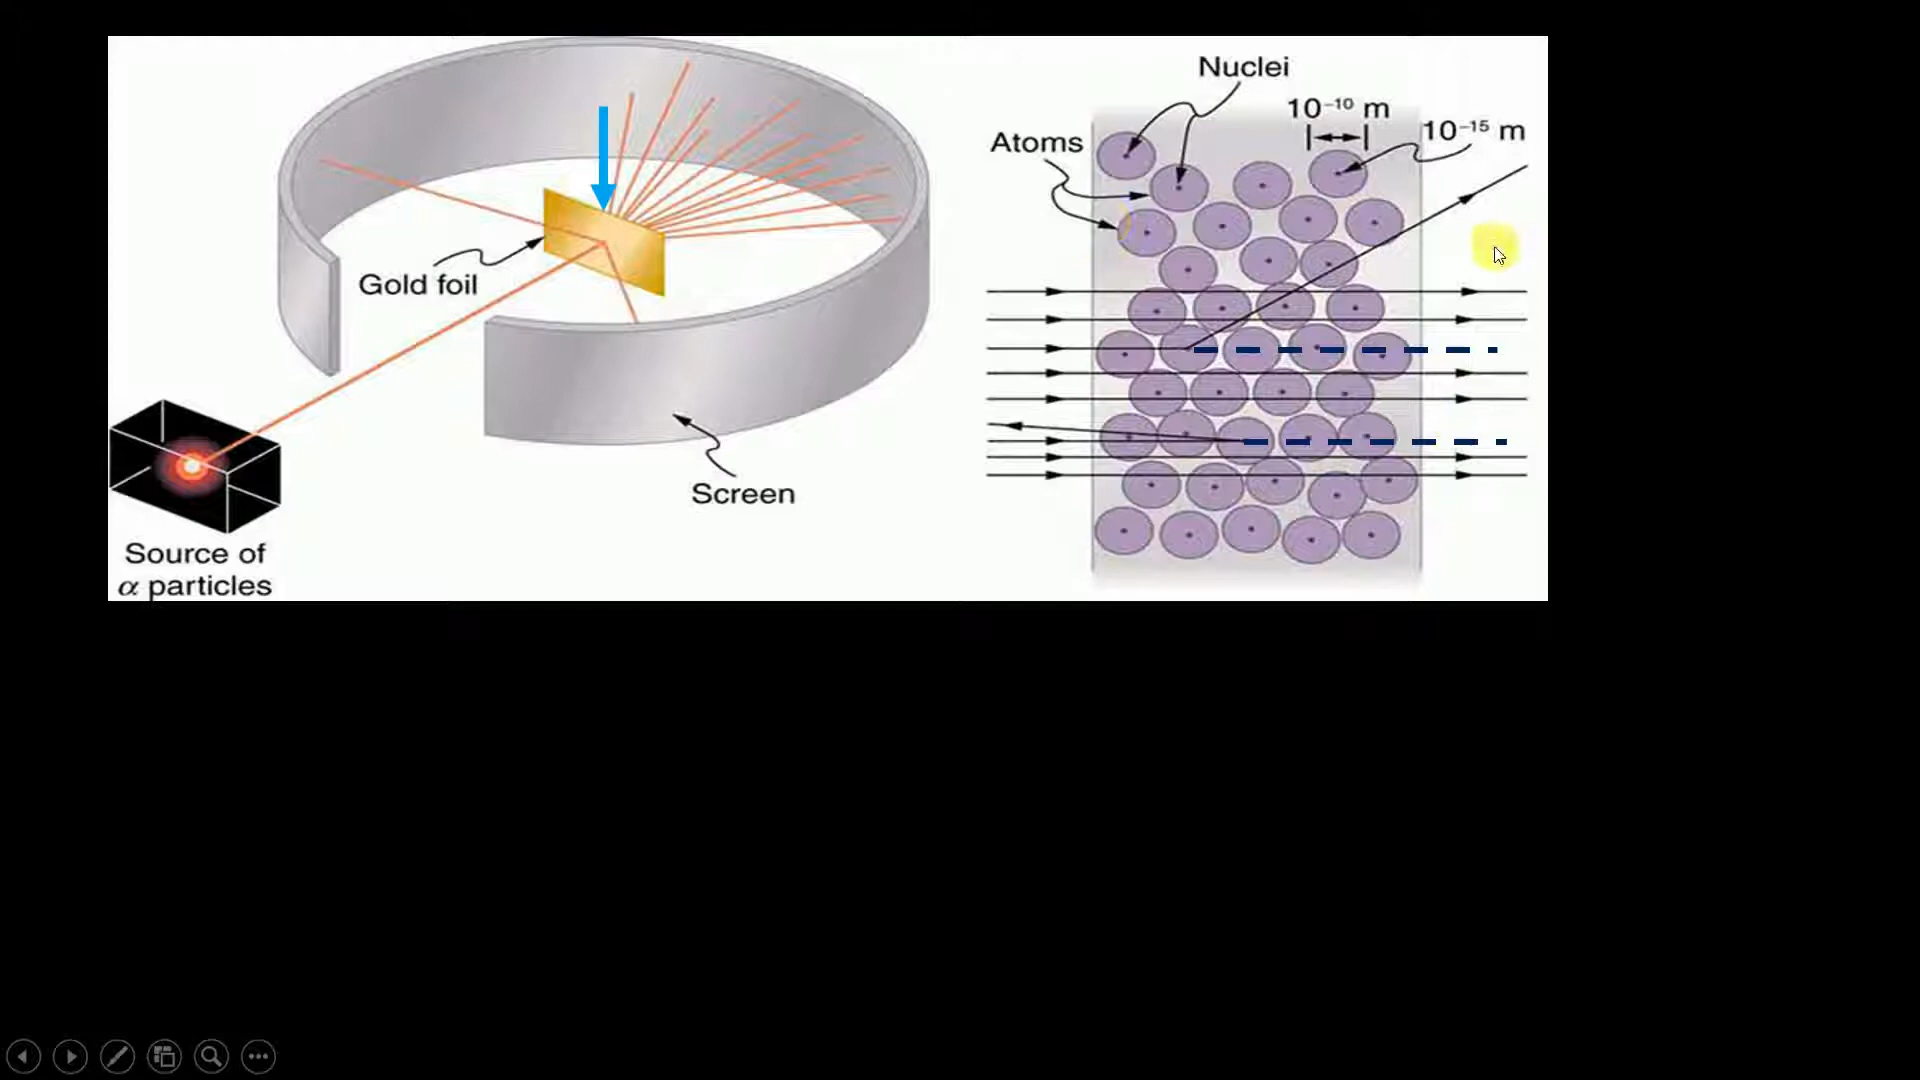 Gold foil
Screen
Source of
α particles
Nuclei
10⁻¹⁰ m
10⁻¹⁵ m
Atoms